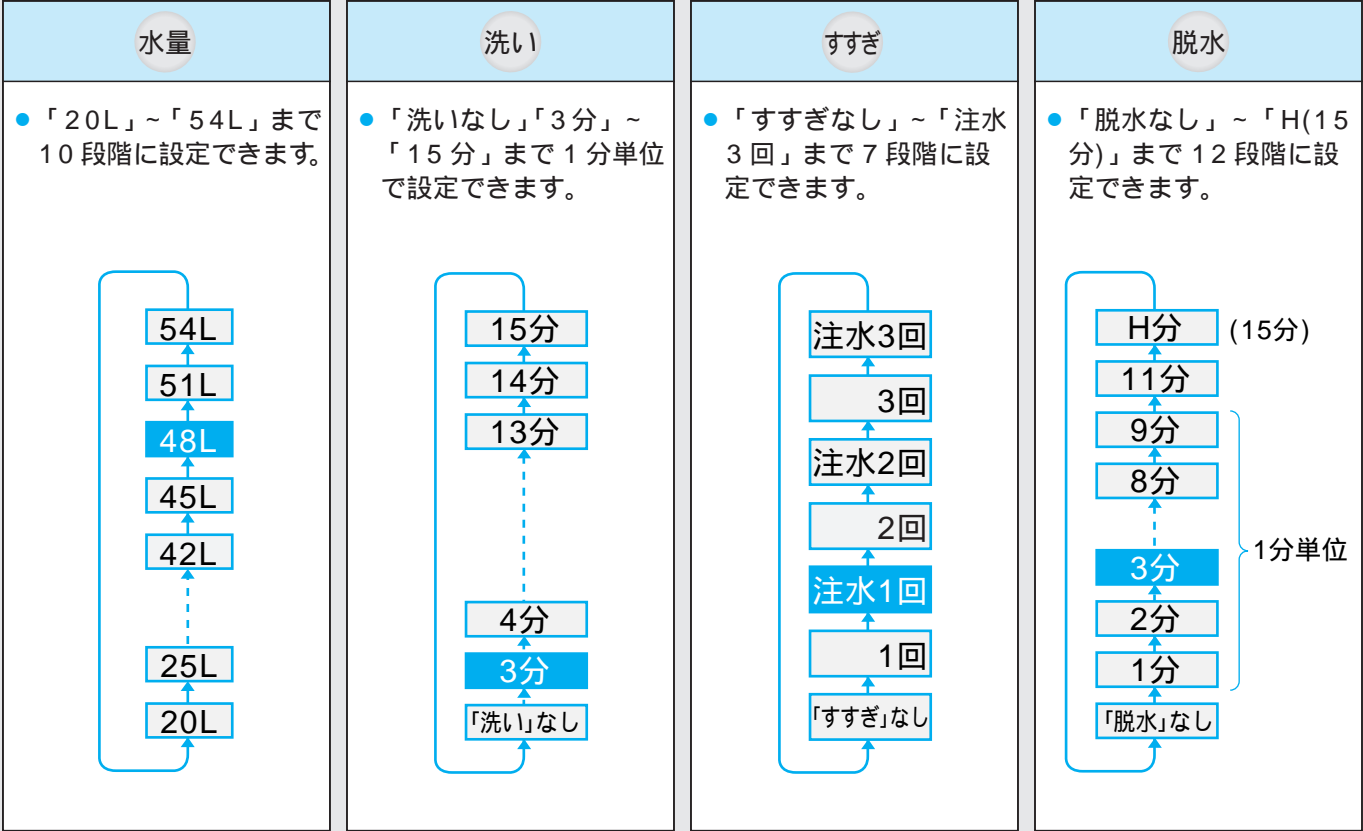 水量
● 「20L」~「54L」まで
10段階に設定できます。
54L
51L
48L
45L
42L
25L
20L
洗い
● 「洗いなし」「3分」~
「15分」まで1分単位
で設定できます。
15分
14分
13分
4分
3分
「洗い」なし
すすぎ
● 「すすぎなし」~「注水
3回」まで7段階に設
定できます。
注水3回
3回
注水2回
2回
注水1回
1回
「すすぎ」なし
脱水
● 「脱水なし」~「H(15
分)」まで12段階に設
定できます。
H分 (15分)
11分
9分
8分
1分単位
3分
2分
1分
「脱水」なし